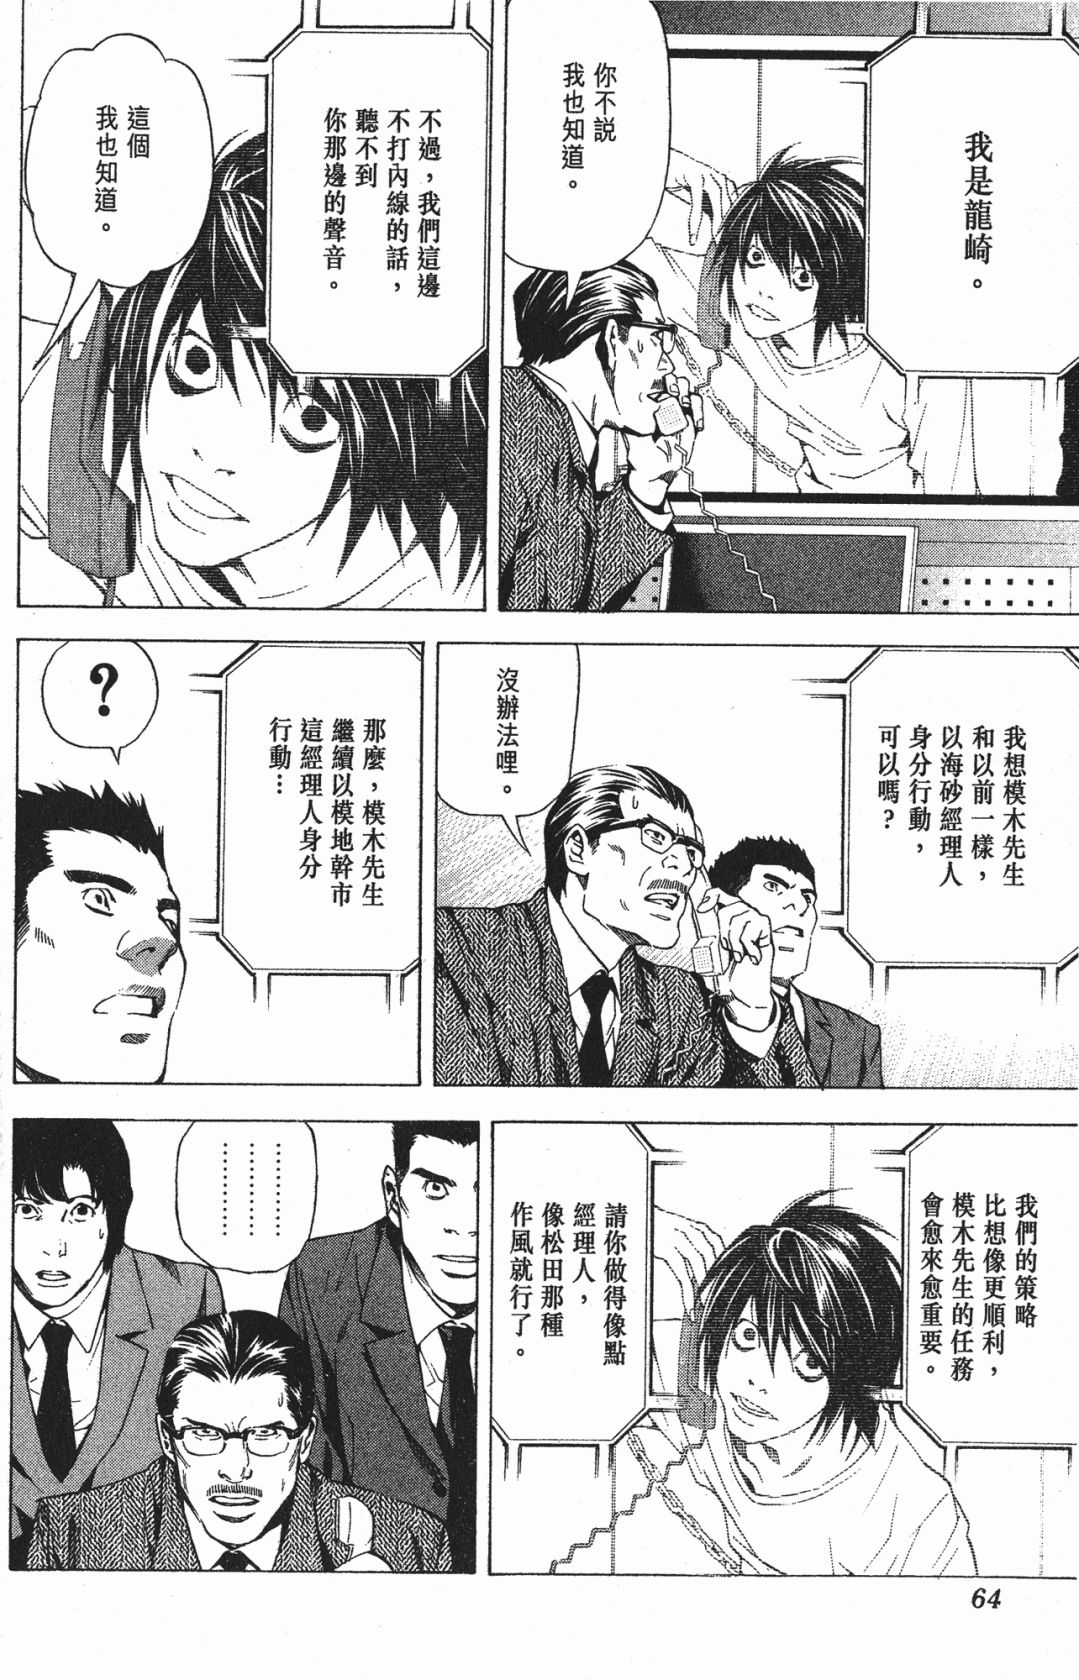 我是龍崎。
你不說
我也知道。
不過，我們這邊
不打內線的話，
聽不到
你那邊的聲音。
這個
我也知道。
我想模木先生
和以前一樣，
以海砂經理人
身分行動，
可以嗎？
沒辦法哩。
那麼，模木先生
繼續以模地幹市
這經理人身分
行動…
？
我們的策略
比想像更順利，
模木先生的任務
會愈來愈重要。
請你做得像點
經理人，
像松田那種
作風就行了。
………
………
………
64